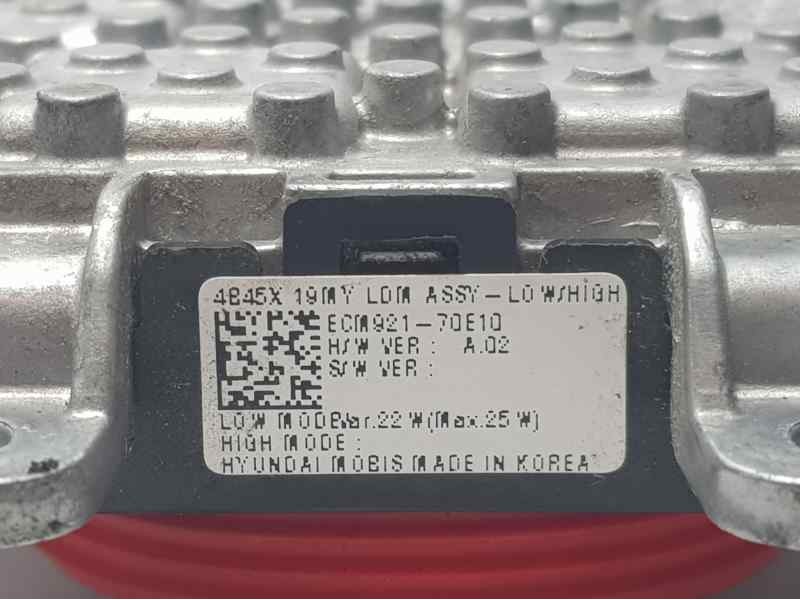 4B45X 19MY LDM ASSY-LOW/HIGH
ECM921-70E10
H/W VER : A.02
S/W VER :
LOW MODE 22 W(Max.25 W)
HIGH MODE :
HYUNDAI MOBIS MADE IN KOREA